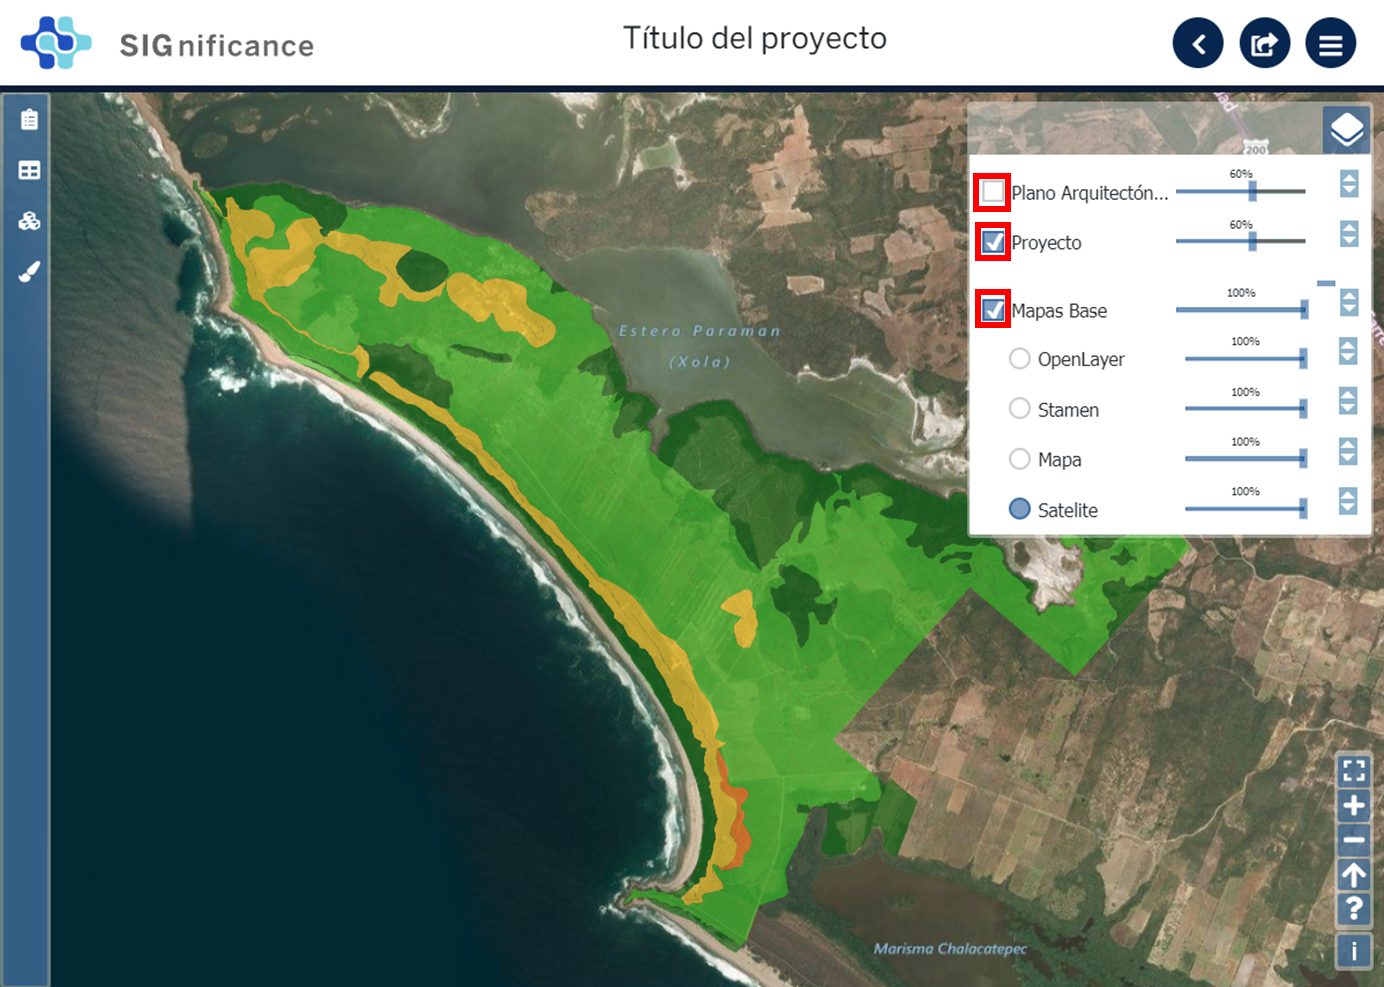 SIGnificance
Título del proyecto
200
60%
Plano Arquitectón...
60%
Proyecto
100%
Mapas Base
100%
OpenLayer
100%
Stamen
100%
Mapa
100%
Satelite
Estero Paraman
(Xola)
Marisma Chalacatepec
?
i